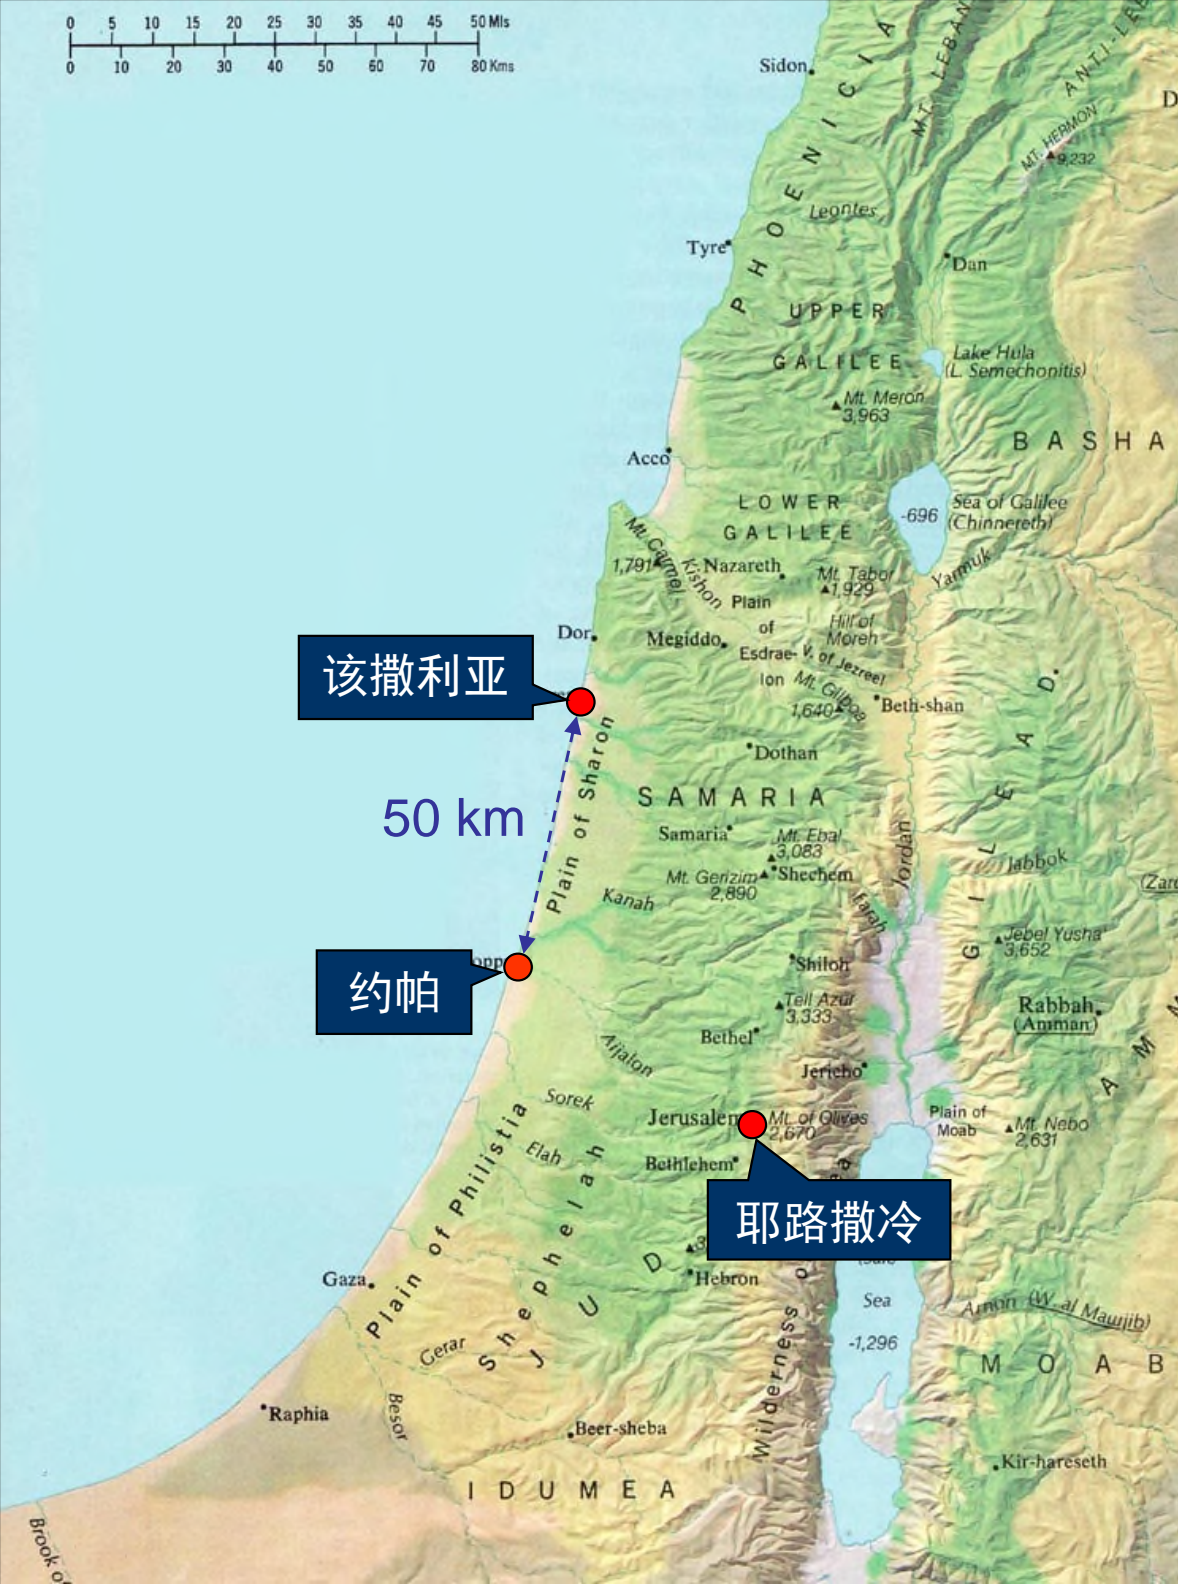 0 5 10 15 20 25 30 35 40 45 50 Mls
0 10 20 30 40 50 60 70 80 Kms
Sidon
PHOENICIA
MT. HERMON
9,232
Leontes
Tyre
Dan
UPPER
GALILEE
Lake Hula
(L. Semechonitis)
Mt. Meron
3,963
BASHA
Acco
LOWER
GALILEE
-696
Sea of Galilee
(Chinnereth)
Mt. Carmel
1,791
Kishon
Nazareth
Mt. Tabor
1,929
Yarmuk
Plain
of
Esdrae-
lon
Hill of
Moreh
Dor
Megiddo
V. of Jezreel
Mt. Gilboa
1,640
Beth-shan
该撒利亚
GILEAD
Dothan
Plain of Sharon
50 km
SAMARIA
Samaria
Mt. Ebal
3,083
Shechem
Mt. Gerizim
2,890
Jordan
Jabbok
Kanah
Farah
Jebel Yusha'
3,652
约帕
Shiloh
Tell Azur
3,333
Rabbah
(Amman)
Bethel
Aijalon
Jericho
Sorek
Jerusalem
Mt. of Olives
2,670
Plain of
Moab
Mt. Nebo
2,631
Elah
Bethlehem
耶路撒冷
Plain of Philistia
Shephelah
JUD
Hebron
Gaza
Wilderness o
Sea
-1,296
Arnon (W. al Maujib)
Gerar
MOAB
Raphia
Besor
Beer-sheba
Kir-hareseth
IDUMEA
Brook of